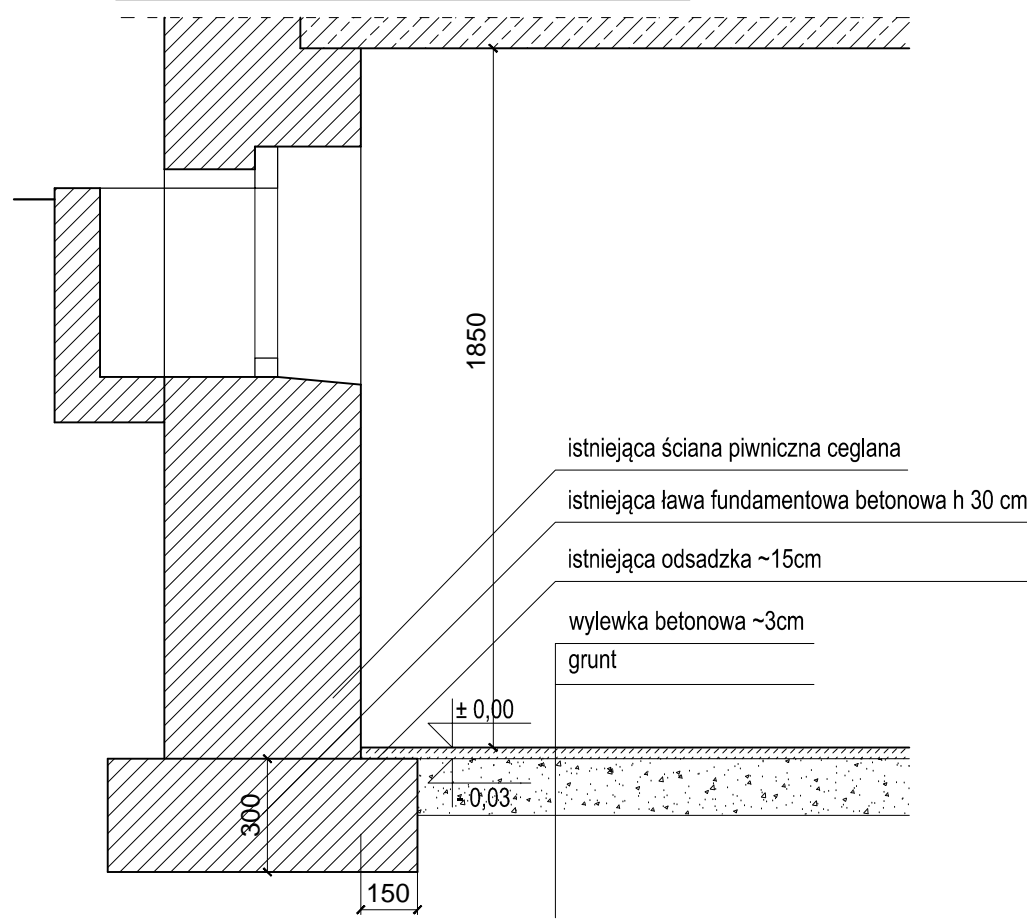 1850
istniejąca ściana piwniczna ceglana
istniejąca ława fundamentowa betonowa h 30 cm
istniejąca odsadzka ~15cm
wylewka betonowa ~3cm
grunt
± 0,00
- 0,03
300
150